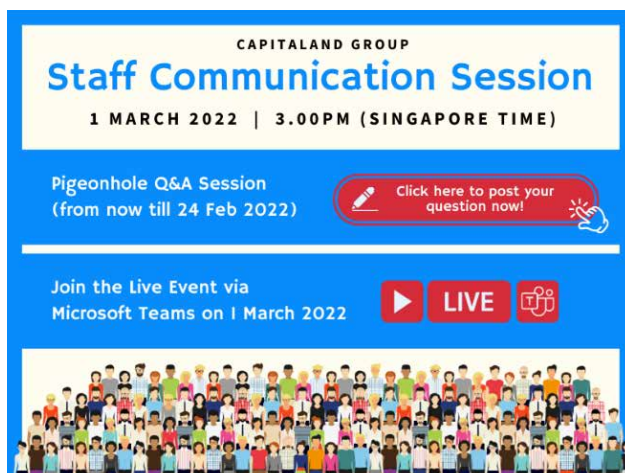 CAPITALAND GROUP
Staff Communication Session
1 MARCH 2022 | 3.00PM (SINGAPORE TIME)
Pigeonhole Q&A Session
(from now till 24 Feb 2022)
Click here to post your
question now!
Join the Live Event via
Microsoft Teams on 1 March 2022
LIVE
T